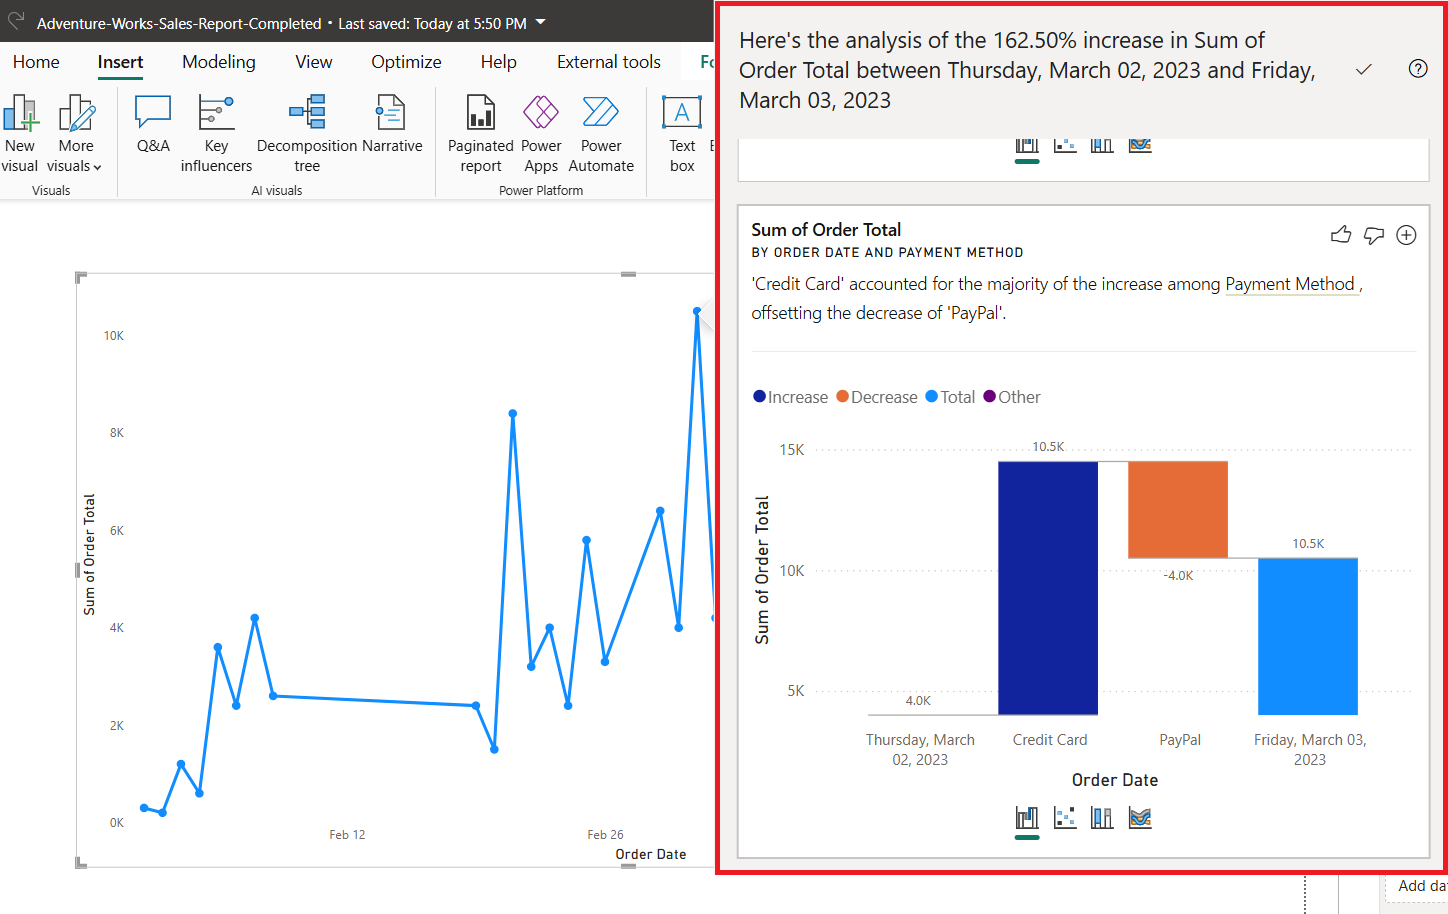 Adventure-Works-Sales-Report-Completed • Last saved: Today at 5:50 PM
Home Insert Modeling View Optimize Help External tools Fo
New visual
More visuals
Visuals
Q&A
Key influencers
Decomposition tree
Narrative
AI visuals
Paginated report
Power Apps
Power Automate
Power Platform
Text box
Sum of Order Total
10K
8K
6K
4K
2K
0K
Feb 12
Feb 26
Order Date
Here's the analysis of the 162.50% increase in Sum of
Order Total between Thursday, March 02, 2023 and Friday,
March 03, 2023
Sum of Order Total
BY ORDER DATE AND PAYMENT METHOD
'Credit Card' accounted for the majority of the increase among Payment Method ,
offsetting the decrease of 'PayPal'.
Increase Decrease Total Other
Sum of Order Total
15K
10K
5K
4.0K
10.5K
-4.0K
10.5K
Thursday, March
02, 2023
Credit Card
PayPal
Friday, March 03,
2023
Order Date
Add da